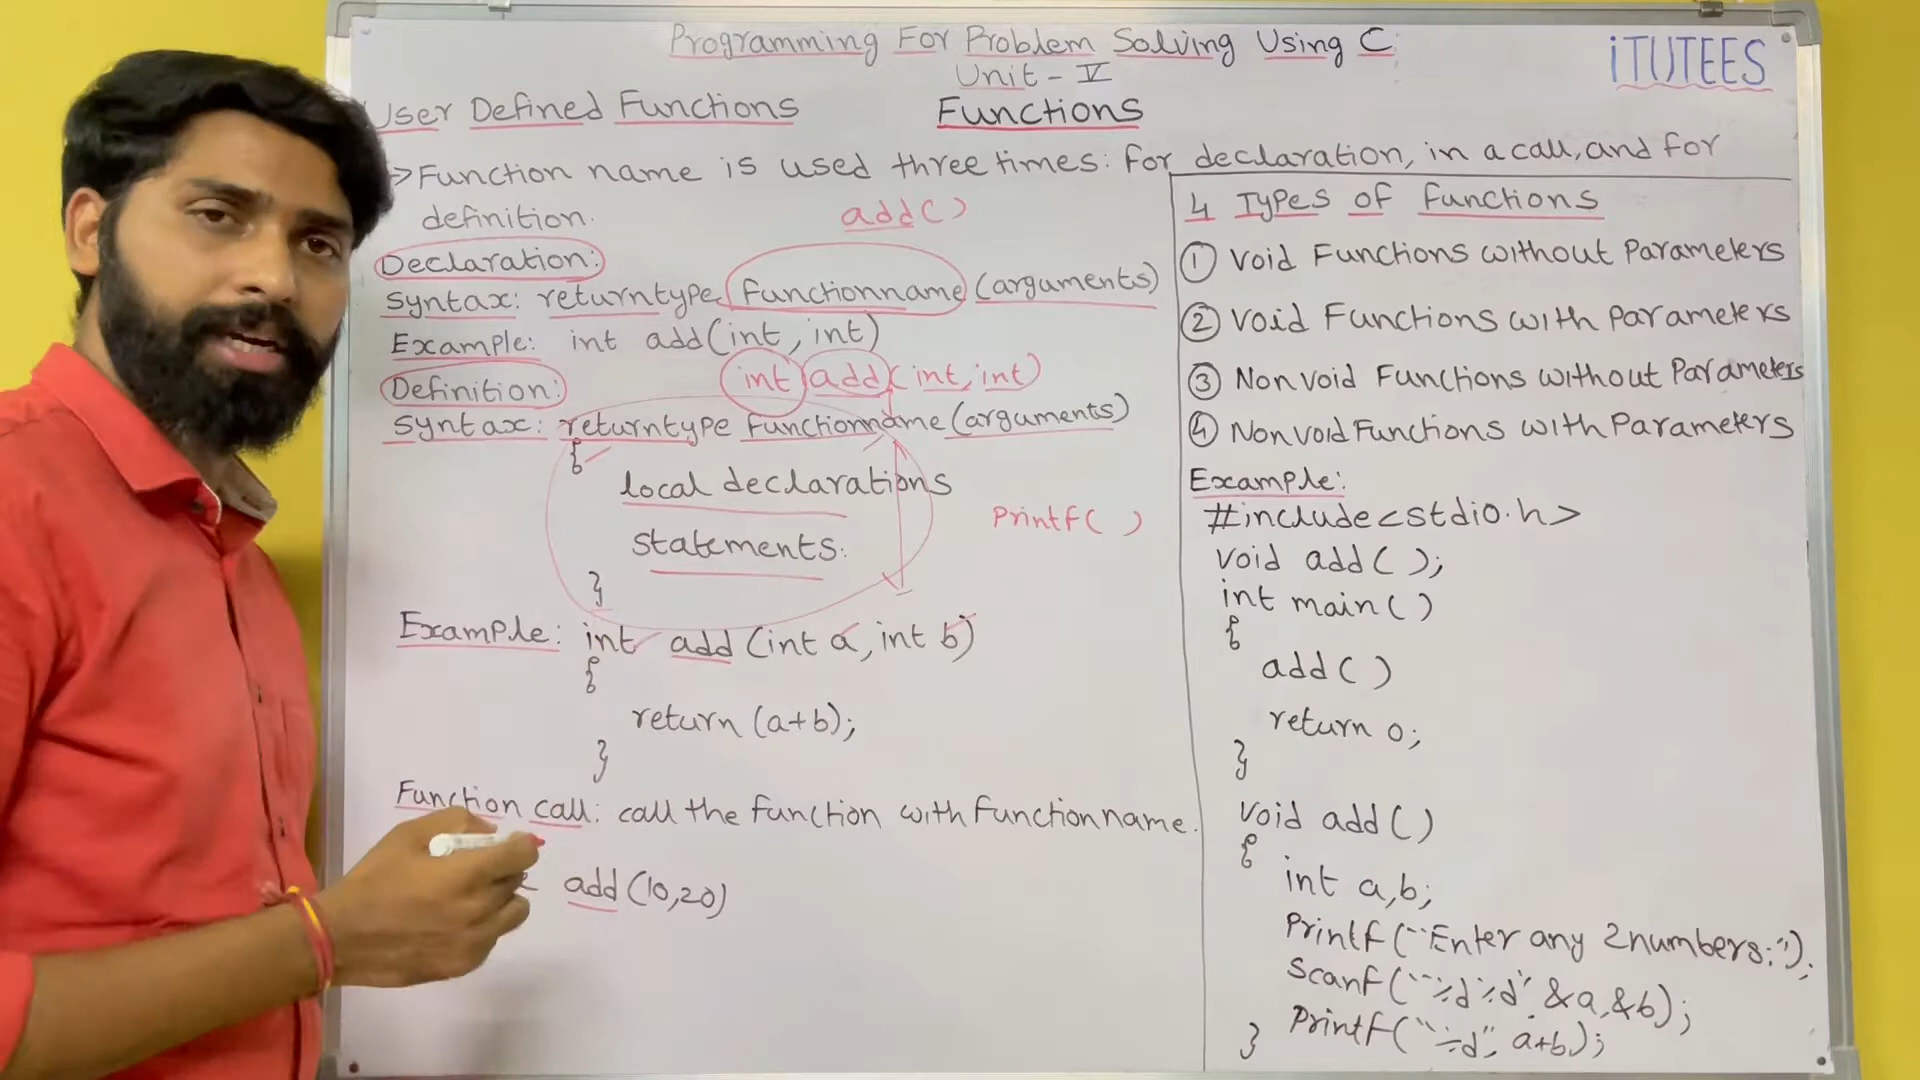 Programming For Problem Solving Using C
iTUTEES
Unit - V
User Defined Functions
Functions
> Function name is used three times: for declaration, in a call, and for
definition.
add()
Declaration:
Syntax: returntype functionname (arguments)
Example: int add(int, int)
Definition:
int add(int, int)
Syntax: returntype functionname (arguments)
{
local declarations
statements.
}
Printf( )
Example: int add (int a, int b)
{
return (a+b);
}
Function call: call the function with functionname.
add (10,20)
4 Types of functions
① Void Functions without Parameters
② Void Functions with Parameters
③ Nonvoid Functions without Parameters
④ Nonvoid Functions with Parameters
Example:
#include<stdio.h>
void add( );
int main( )
{
add( )
return 0;
}
void add( )
{
int a,b;
Printf ("Enter any 2numbers:");
Scanf ("%d%d" &a,&b);
Printf("%d", a+b);
}